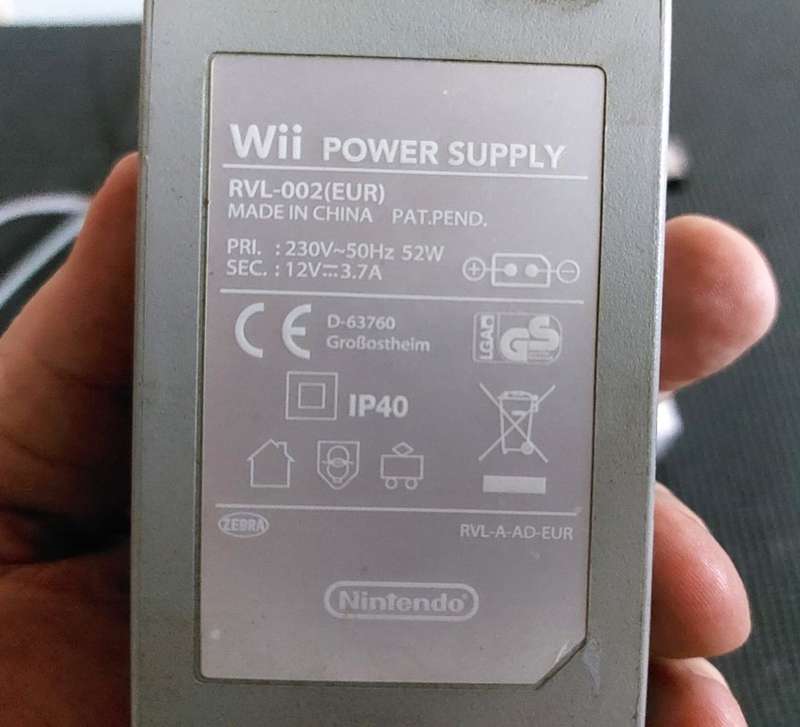 Wii POWER SUPPLY
RVL-002(EUR)
MADE IN CHINA PAT.PEND.
PRI. : 230V~50Hz 52W
SEC. : 12V⎓3.7A
CE D-63760
Großostheim
LGA GS
IP40
ZEBRA
RVL-A-AD-EUR
Nintendo